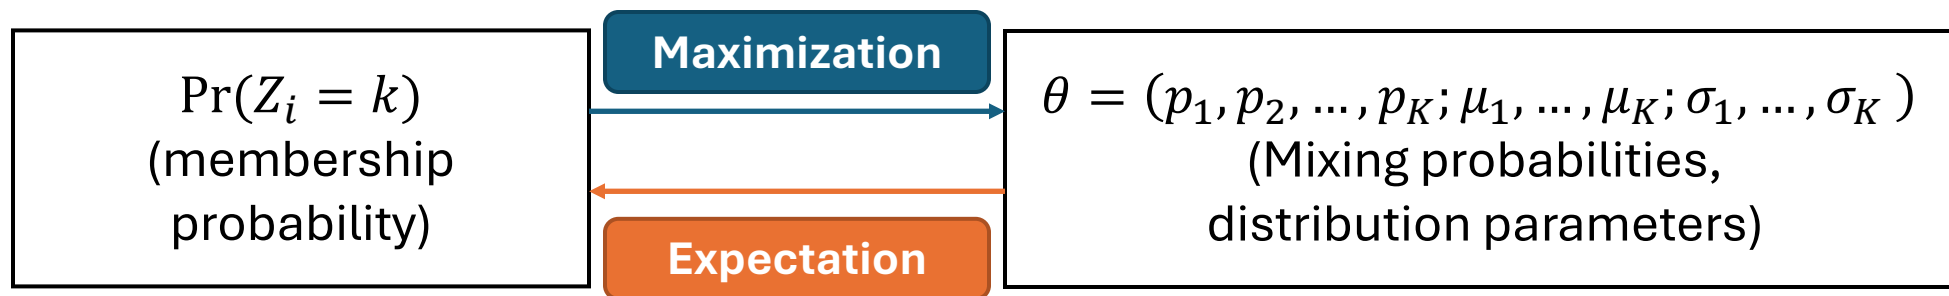 Maximization
Pr(Z_i = k)
(membership
probability)
θ = (p_1, p_2, … , p_K; μ_1, … , μ_K; σ_1, … , σ_K )
(Mixing probabilities,
distribution parameters)
Expectation